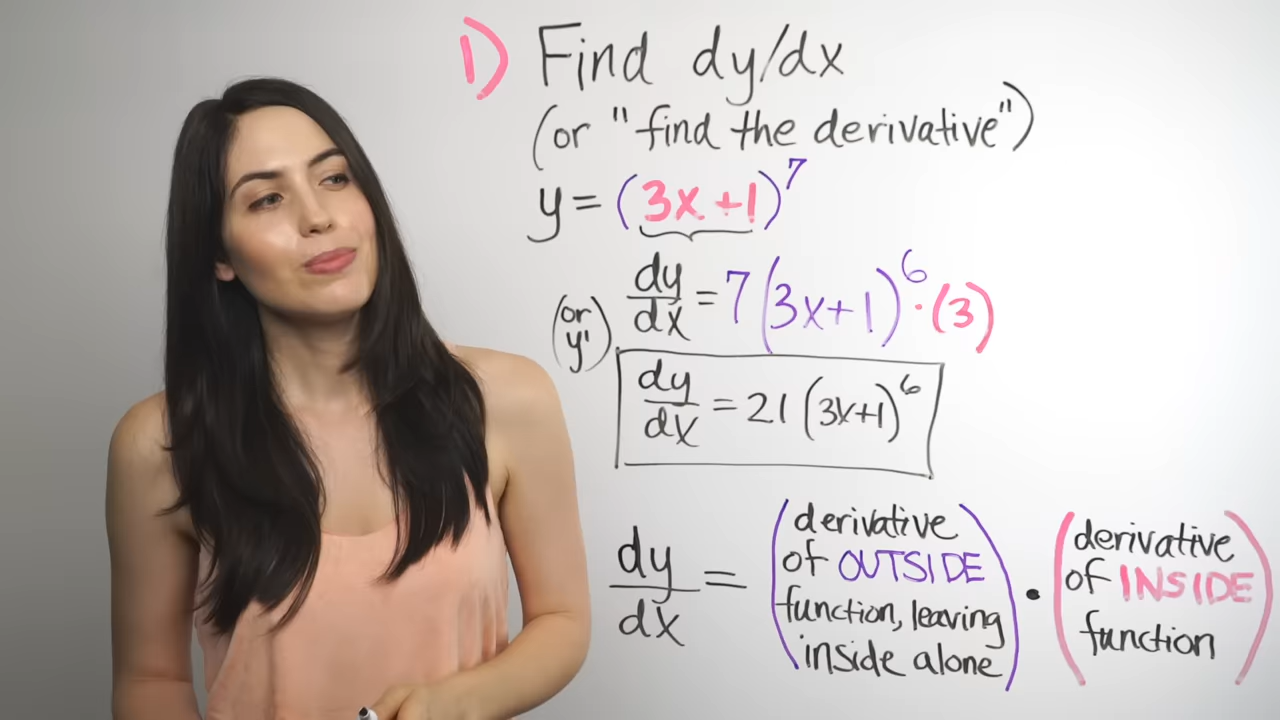 1) Find dy/dx
(or "find the derivative")
y = (3x+1)⁷
(or y') dy/dx = 7(3x+1)⁶ · (3)
dy/dx = 21(3x+1)⁶
dy/dx = (derivative of OUTSIDE function, leaving inside alone) · (derivative of INSIDE function)